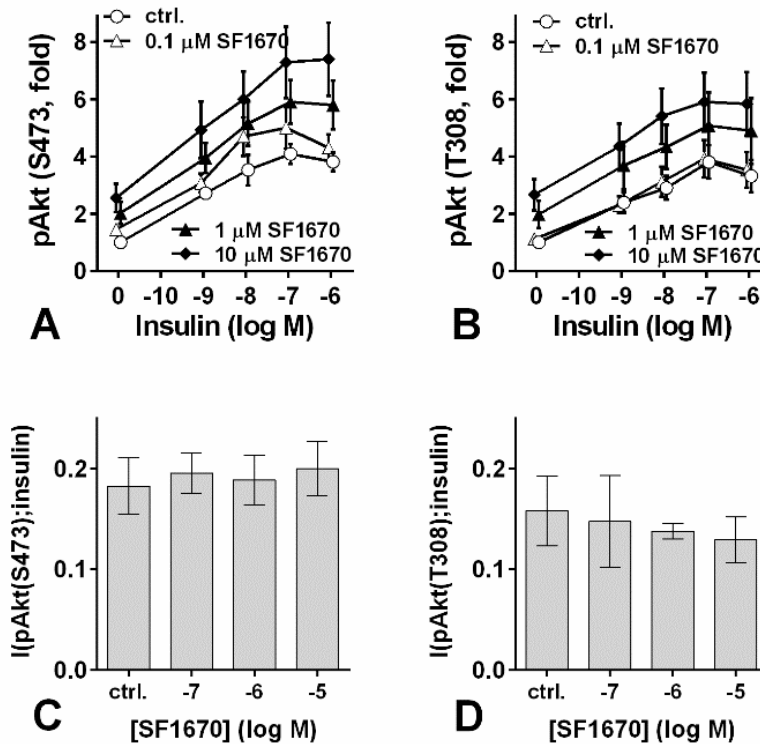 ctrl.
0.1 μM SF1670
pAkt (S473, fold)
8
6
4
2
0
1 μM SF1670
10 μM SF1670
0 -10 -9 -8 -7 -6
Insulin (log M)
A
ctrl.
0.1 μM SF1670
pAkt (T308, fold)
8
6
4
2
0
1 μM SF1670
10 μM SF1670
0 -10 -9 -8 -7 -6
Insulin (log M)
B
I(pAkt(S473);insulin)
0.2
0.1
0.0
ctrl. -7 -6 -5
[SF1670] (log M)
C
I(pAkt(T308);insulin)
0.2
0.1
0.0
ctrl. -7 -6 -5
[SF1670] (log M)
D